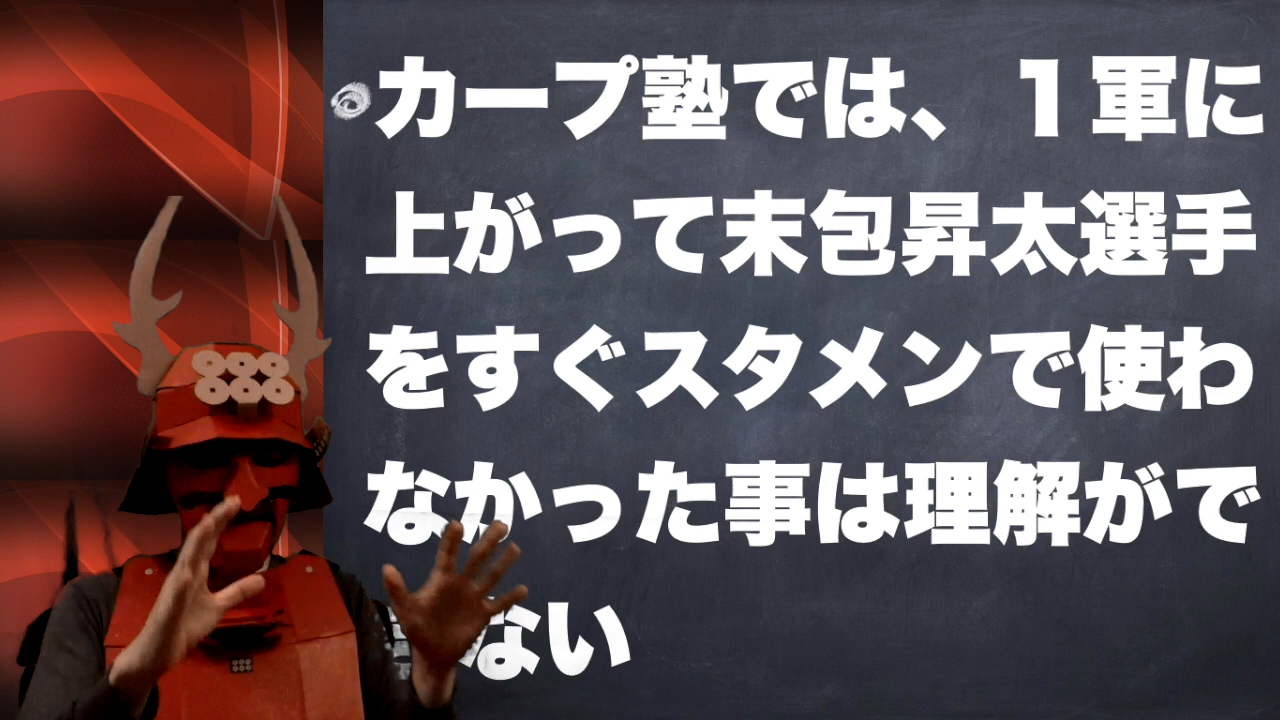 カープ塾では、１軍に
上がって末包昇太選手
をすぐスタメンで使わ
なかった事は理解がで
きない